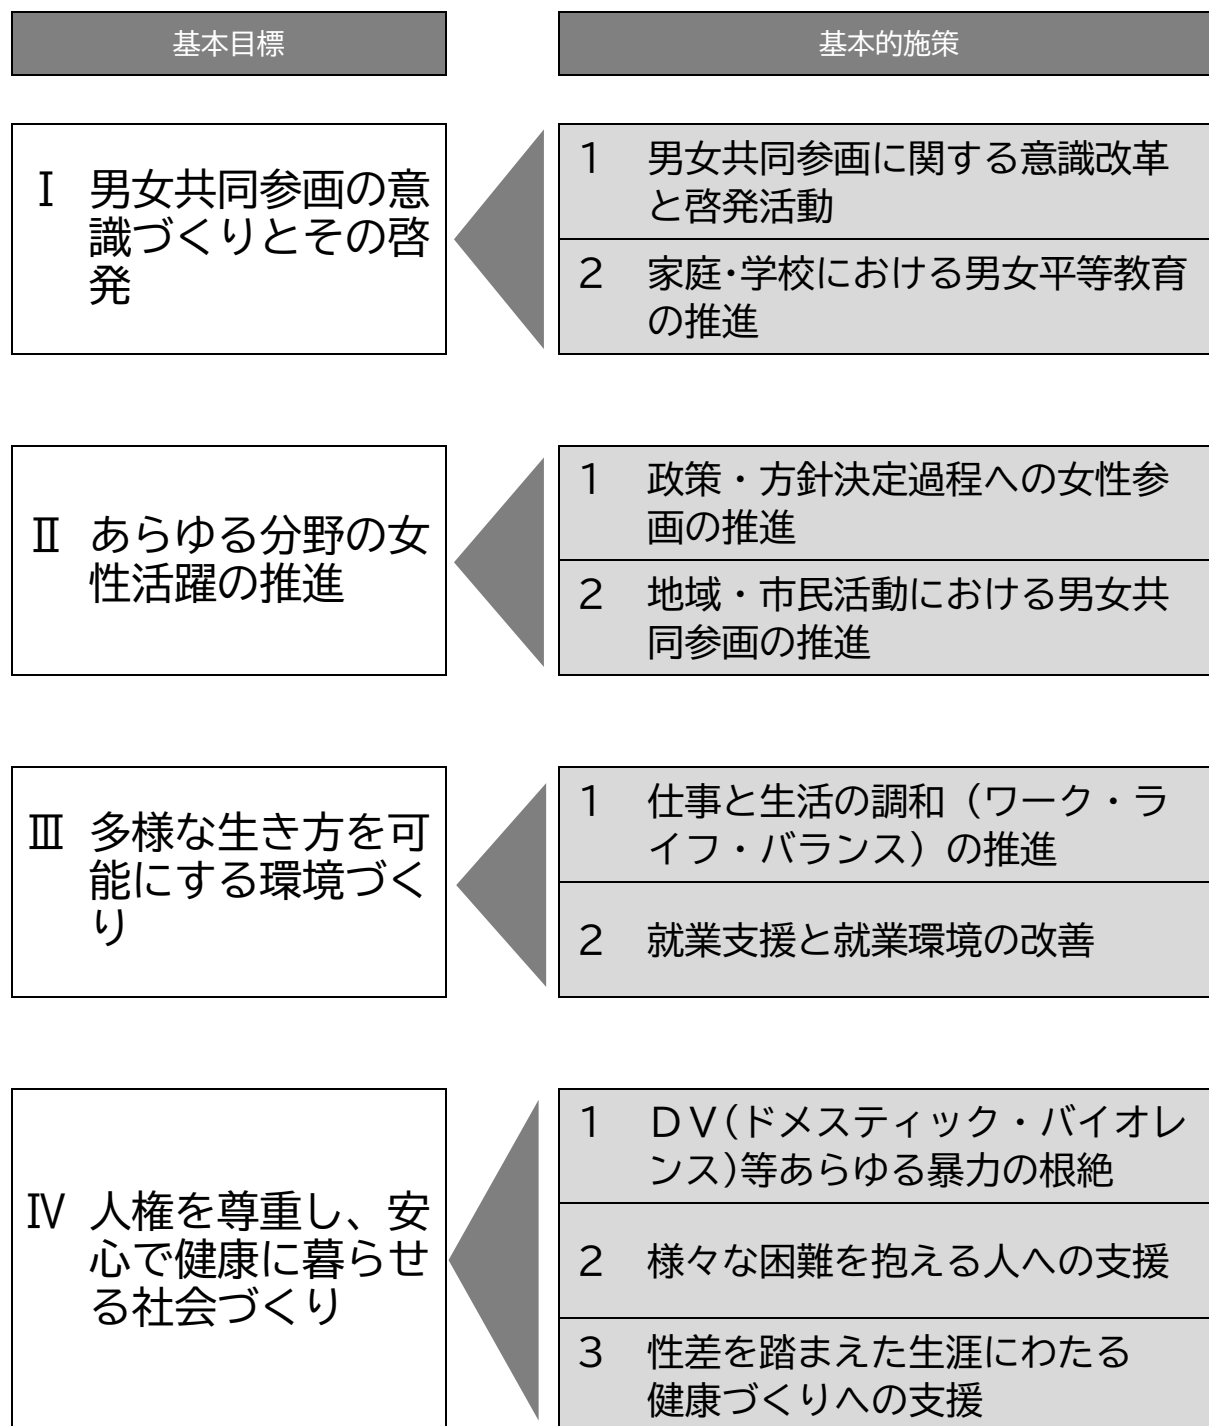 基本目標
基本的施策
Ⅰ 男女共同参画の意
識づくりとその啓
発
1 男女共同参画に関する意識改革
と啓発活動
2 家庭・学校における男女平等教育
の推進
Ⅱ あらゆる分野の女
性活躍の推進
1 政策・方針決定過程への女性参
画の推進
2 地域・市民活動における男女共
同参画の推進
Ⅲ 多様な生き方を可
能にする環境づく
り
1 仕事と生活の調和（ワーク・ラ
イフ・バランス）の推進
2 就業支援と就業環境の改善
Ⅳ 人権を尊重し、安
心で健康に暮らせ
る社会づくり
1 ＤＶ(ドメスティック・バイオレ
ンス)等あらゆる暴力の根絶
2 様々な困難を抱える人への支援
3 性差を踏まえた生涯にわたる
健康づくりへの支援